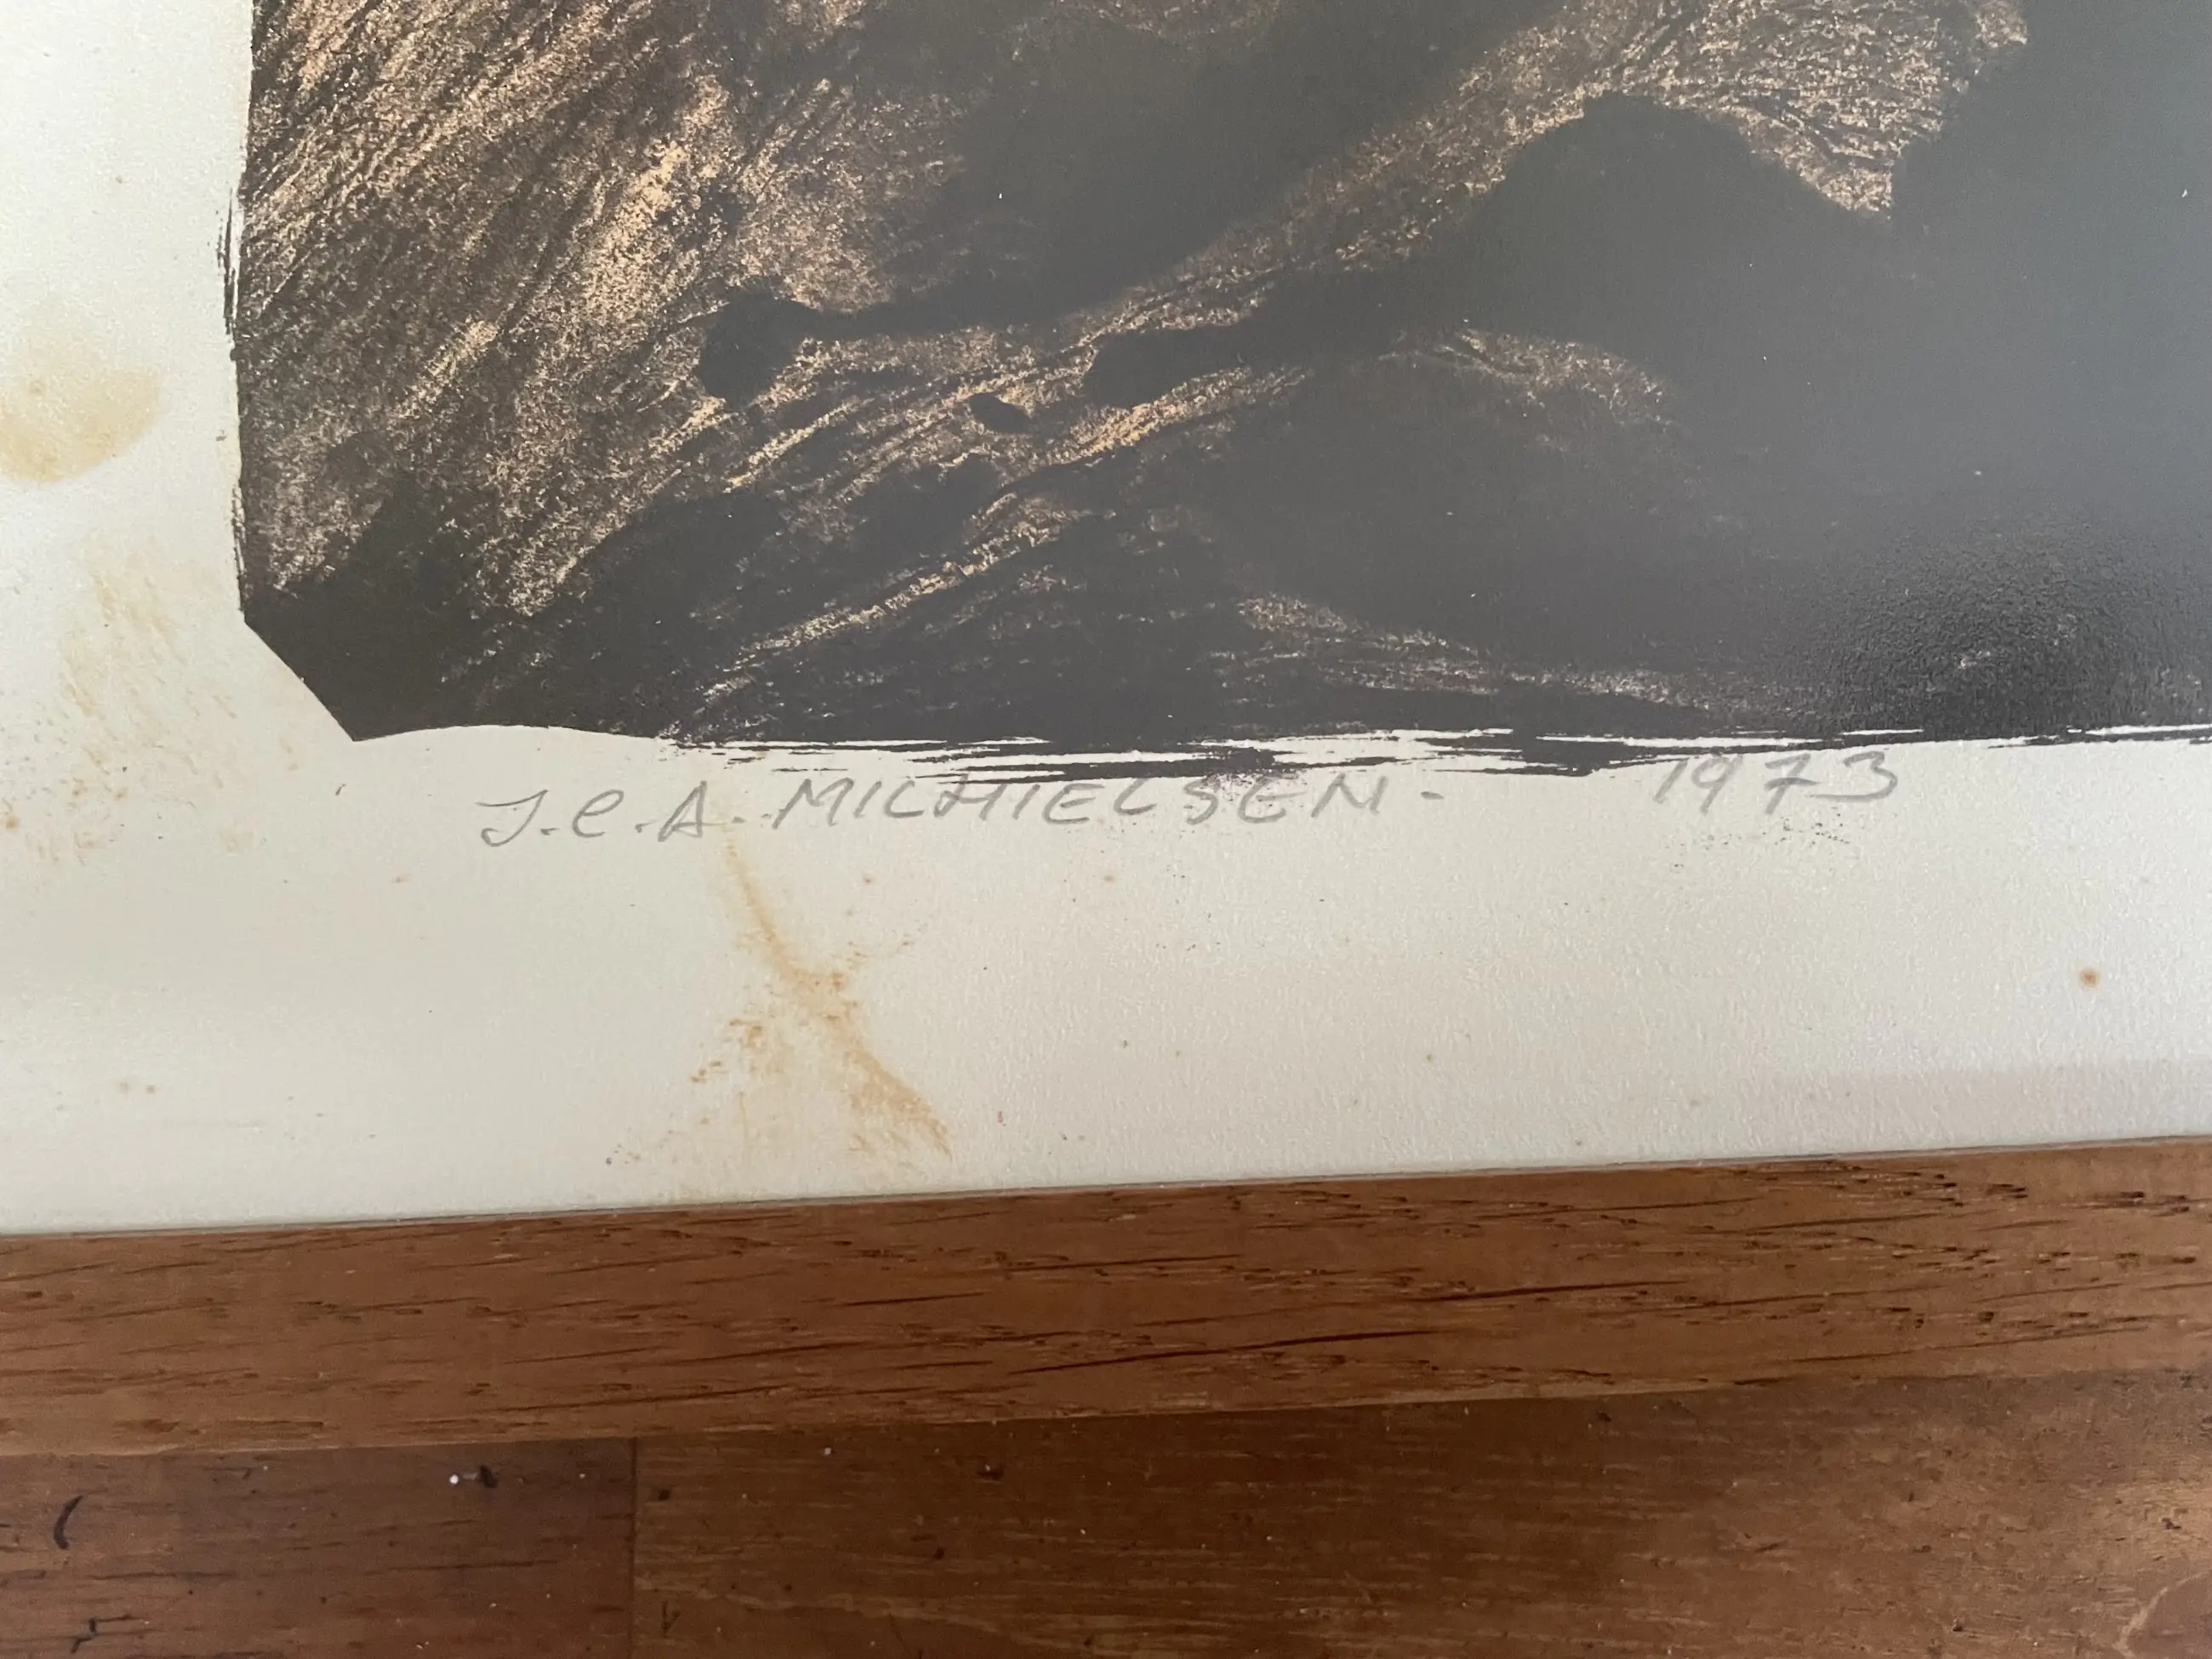 J.C.A. MICHIELSEN. 1973